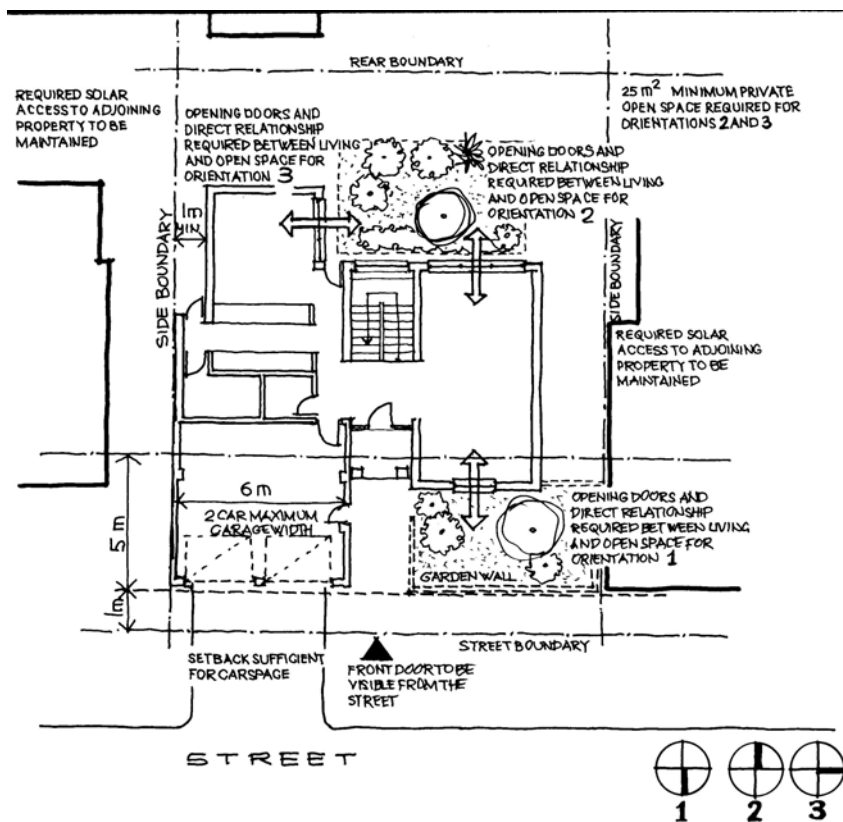 REAR BOUNDARY
REQUIRED SOLAR
ACCESS TO ADJOINING
PROPERTY TO BE
MAINTAINED
OPENING DOORS AND
DIRECT RELATIONSHIP
REQUIRED BETWEEN LIVING
AND OPEN SPACE FOR
ORIENTATION 3
25 m² MINIMUM PRIVATE
OPEN SPACE REQUIRED FOR
ORIENTATIONS 2 AND 3
OPENING DOORS AND
DIRECT RELATIONSHIP
REQUIRED BETWEEN LIVING
AND OPEN SPACE FOR
ORIENTATION 2
1m
MIN
SIDE BOUNDARY
SIDE BOUNDARY
REQUIRED SOLAR
ACCESS TO ADJOINING
PROPERTY TO BE
MAINTAINED
6m
2 CAR MAXIMUM
GARAGE WIDTH
5m
1m
OPENING DOORS AND
DIRECT RELATIONSHIP
REQUIRED BETWEEN LIVING
AND OPEN SPACE FOR
ORIENTATION 1
GARDEN WALL
STREET BOUNDARY
SETBACK SUFFICIENT
FOR CARSPACE
FRONT DOOR TO BE
VISIBLE FROM THE
STREET
STREET
1 2 3